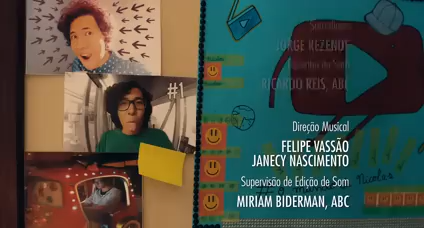 #1
JORGE REZENDE
RICARDO REIS, ABC
Direção Musical
FELIPE VASSÃO
JANECY NASCIMENTO
Supervisão de Edição de Som
Nicolas
MIRIAM BIDERMAN, ABC